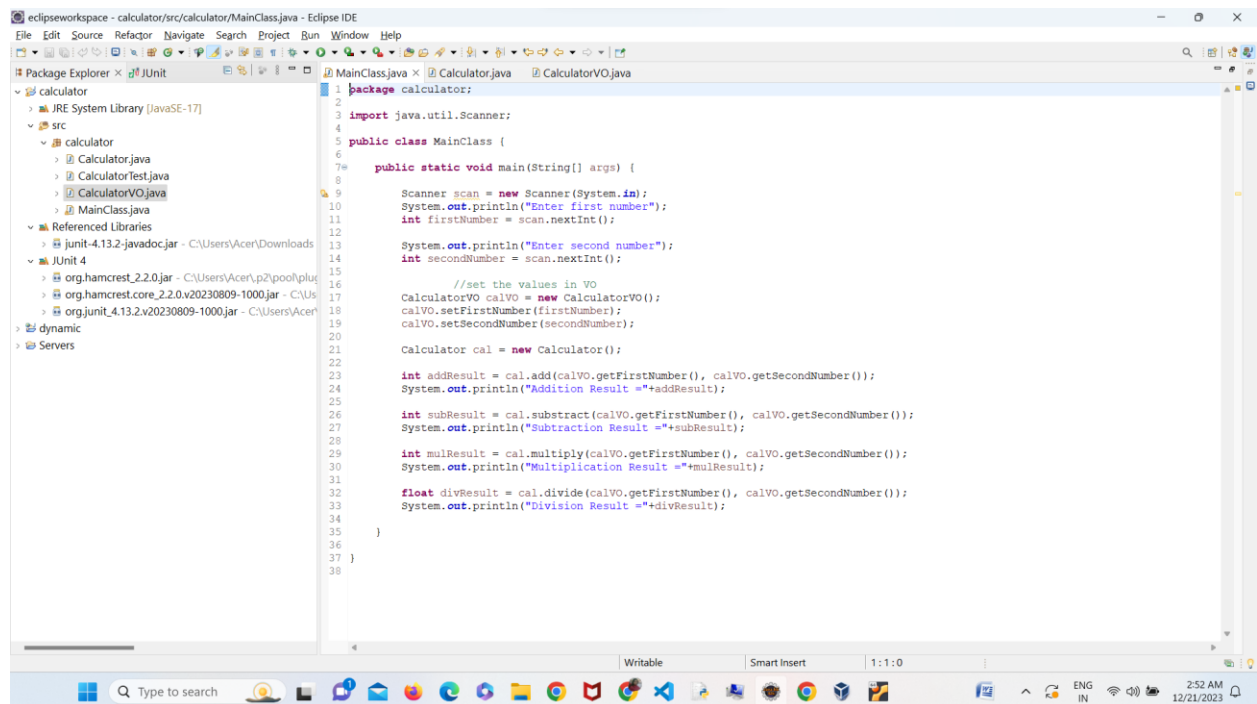 eclipseworkspace - calculator/src/calculator/MainClass.java - Eclipse IDE
File Edit Source Refactor Navigate Search Project Run Window Help
Package Explorer × JUnit
calculator
JRE System Library [JavaSE-17]
src
calculator
Calculator.java
CalculatorTest.java
CalculatorVO.java
MainClass.java
Referenced Libraries
junit-4.13.2-javadoc.jar - C:\Users\Acer\Downloads
JUnit 4
org.hamcrest_2.2.0.jar - C:\Users\Acer\.p2\pool\plug
org.hamcrest.core_2.2.0.v20230809-1000.jar - C:\Us
org.junit_4.13.2.v20230809-1000.jar - C:\Users\Acer\
dynamic
Servers
MainClass.java × Calculator.java CalculatorVO.java
1 package calculator;
2
3 import java.util.Scanner;
4
5 public class MainClass {
6
7 public static void main(String[] args) {
8
9 Scanner scan = new Scanner(System.in);
10 System.out.println("Enter first number");
11 int firstNumber = scan.nextInt();
12
13 System.out.println("Enter second number");
14 int secondNumber = scan.nextInt();
15
16 //set the values in VO
17 CalculatorVO calVO = new CalculatorVO();
18 calVO.setFirstNumber(firstNumber);
19 calVO.setSecondNumber(secondNumber);
20
21 Calculator cal = new Calculator();
22
23 int addResult = cal.add(calVO.getFirstNumber(), calVO.getSecondNumber());
24 System.out.println("Addition Result ="+addResult);
25
26 int subResult = cal.substract(calVO.getFirstNumber(), calVO.getSecondNumber());
27 System.out.println("Subtraction Result ="+subResult);
28
29 int mulResult = cal.multiply(calVO.getFirstNumber(), calVO.getSecondNumber());
30 System.out.println("Multiplication Result ="+mulResult);
31
32 float divResult = cal.divide(calVO.getFirstNumber(), calVO.getSecondNumber());
33 System.out.println("Division Result ="+divResult);
34
35 }
36
37 }
38
Writable Smart Insert 1 : 1 : 0
Type to search
ENG
IN
2:52 AM
12/21/2023